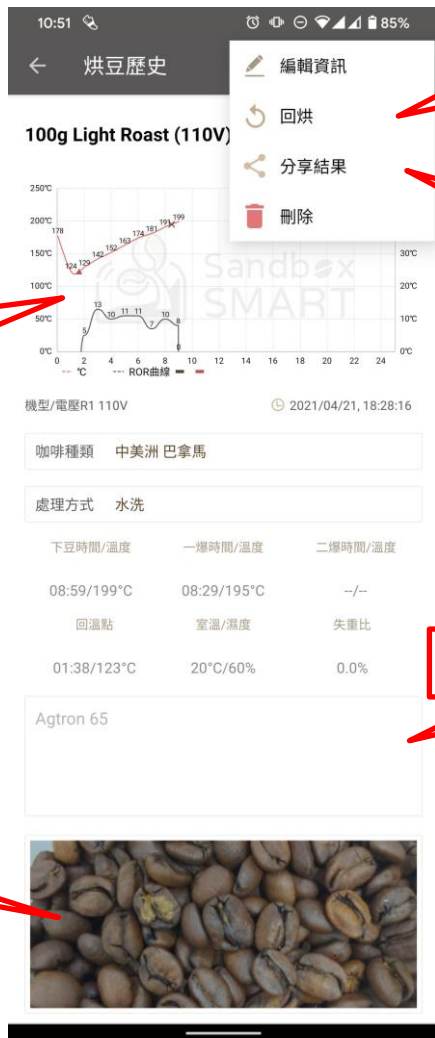 10:51 85%
烘豆歷史
編輯資訊
回烘
分享結果
刪除
100g Light Roast (110V)
250℃
200℃
150℃
100℃
50℃
0℃
178
124 129 142 152 163 174 181 191 199
5 13 10 11 11 7 10 8 0
30℃
20℃
10℃
0℃
Sandbox
SMART
0 2 4 6 8 10 12 14 16 18 20 22 24
℃ ROR曲線
機型/電壓R1 110V 2021/04/21, 18:28:16
咖啡種類 中美洲 巴拿馬
處理方式 水洗
下豆時間/溫度 一爆時間/溫度 二爆時間/溫度
08:59/199°C 08:29/195°C --/--
回溫點 室溫/濕度 失重比
01:38/123°C 20°C/60% 0.0%
Agtron 65